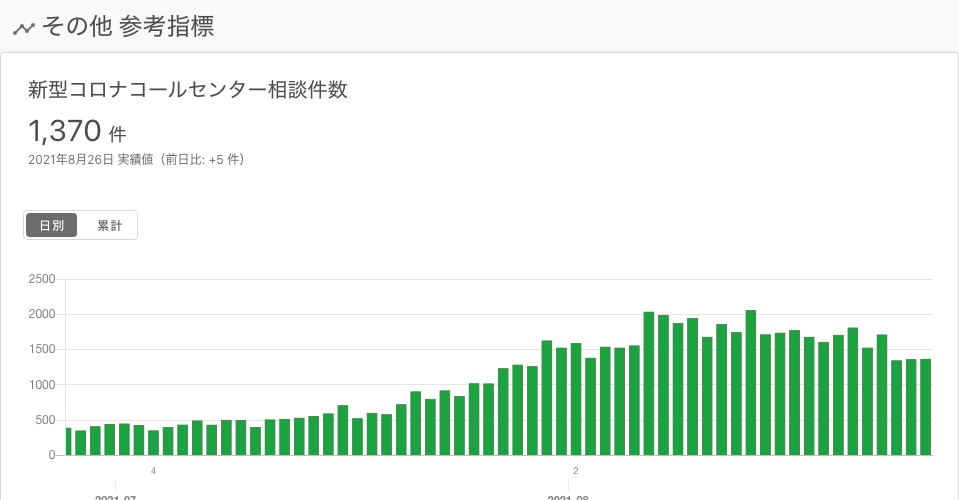 その他 参考指標
新型コロナコールセンター相談件数
1,370 件
2021年8月26日 実績値（前日比: +5 件）
日別 累計
2500
2000
1500
1000
500
0
4 2
2021-07 2021-08